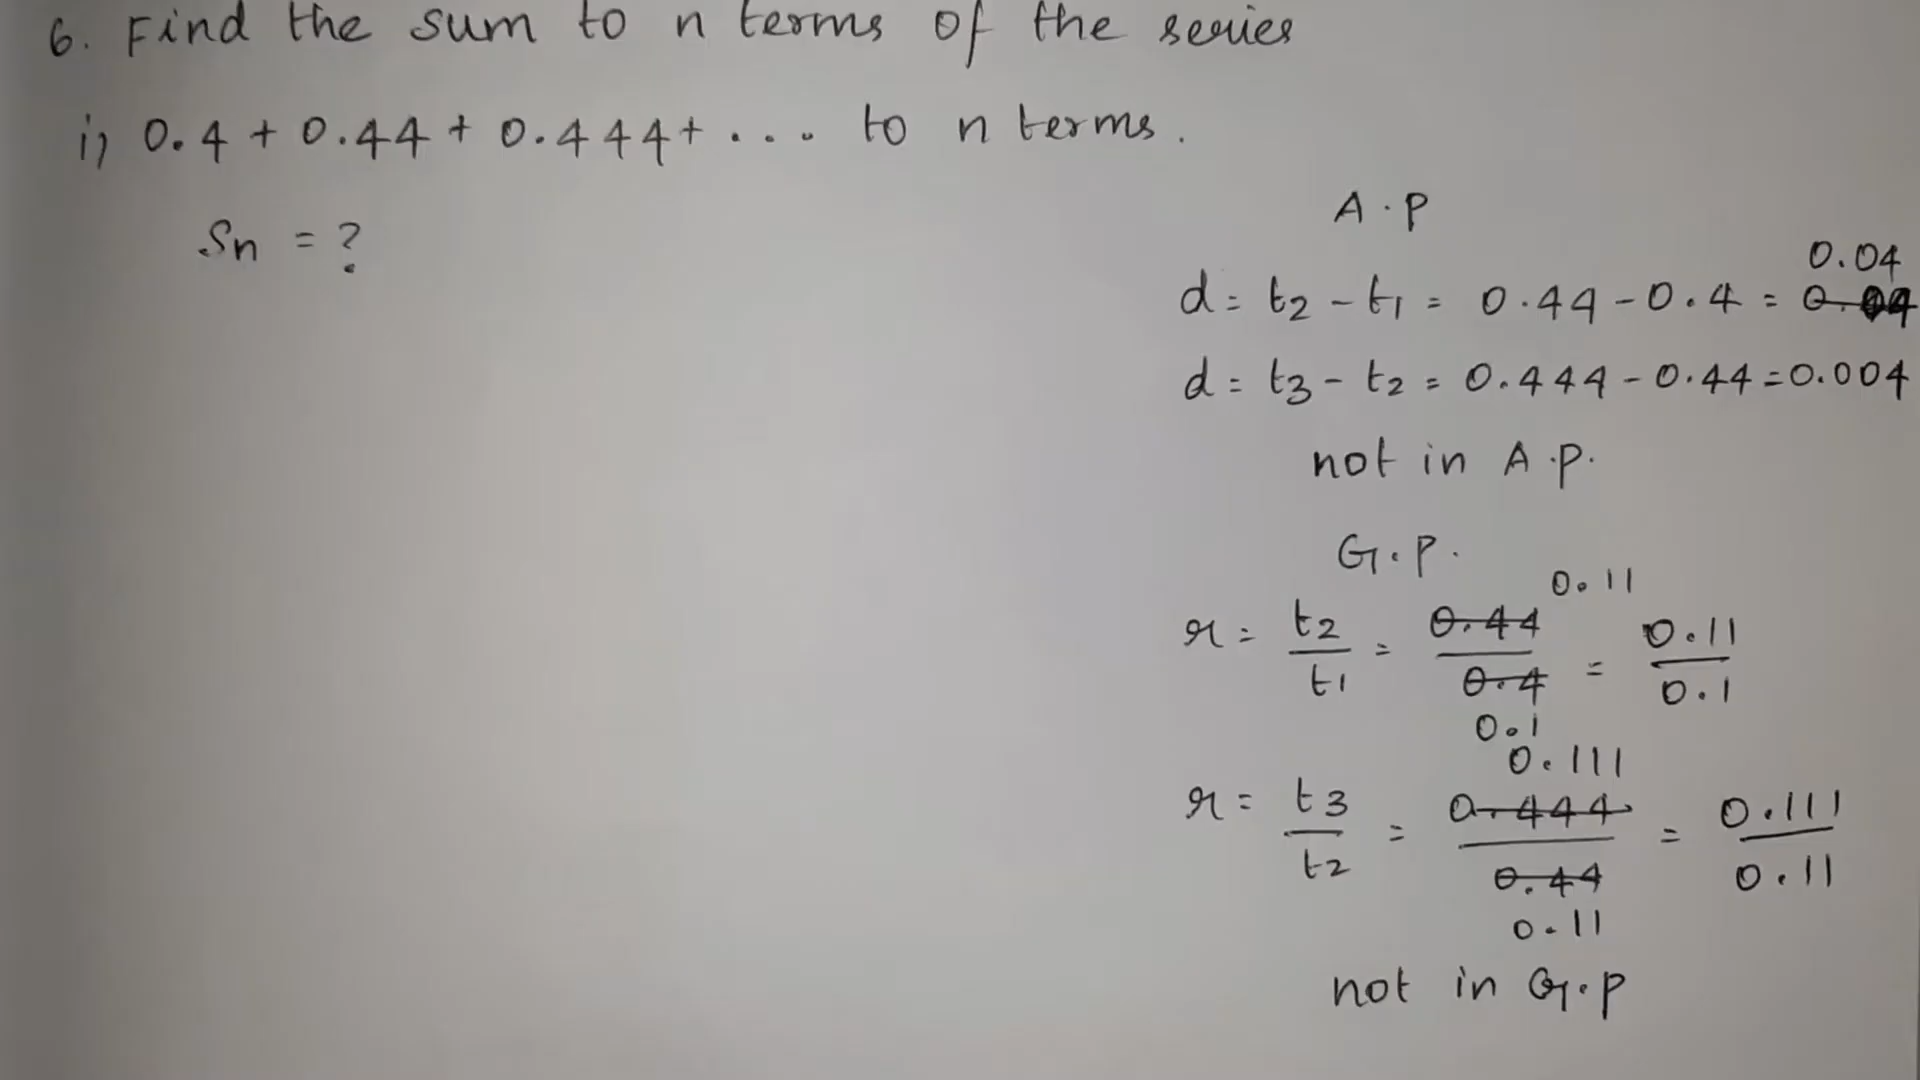 6. Find the sum to n terms of the series
i) 0.4 + 0.44 + 0.444 + ... to n terms.
Sn = ?
A.P
0.04
d = t2 - t1 = 0.44 - 0.4 =
d = t3 - t2 = 0.444 - 0.44 = 0.004
not in A.P.
G.P.
0.11
r = t2/t1 = 0.44/0.4 = 0.11/0.1
0.1
0.111
r = t3/t2 = 0.444/0.44 = 0.111/0.11
0.11
not in G.P